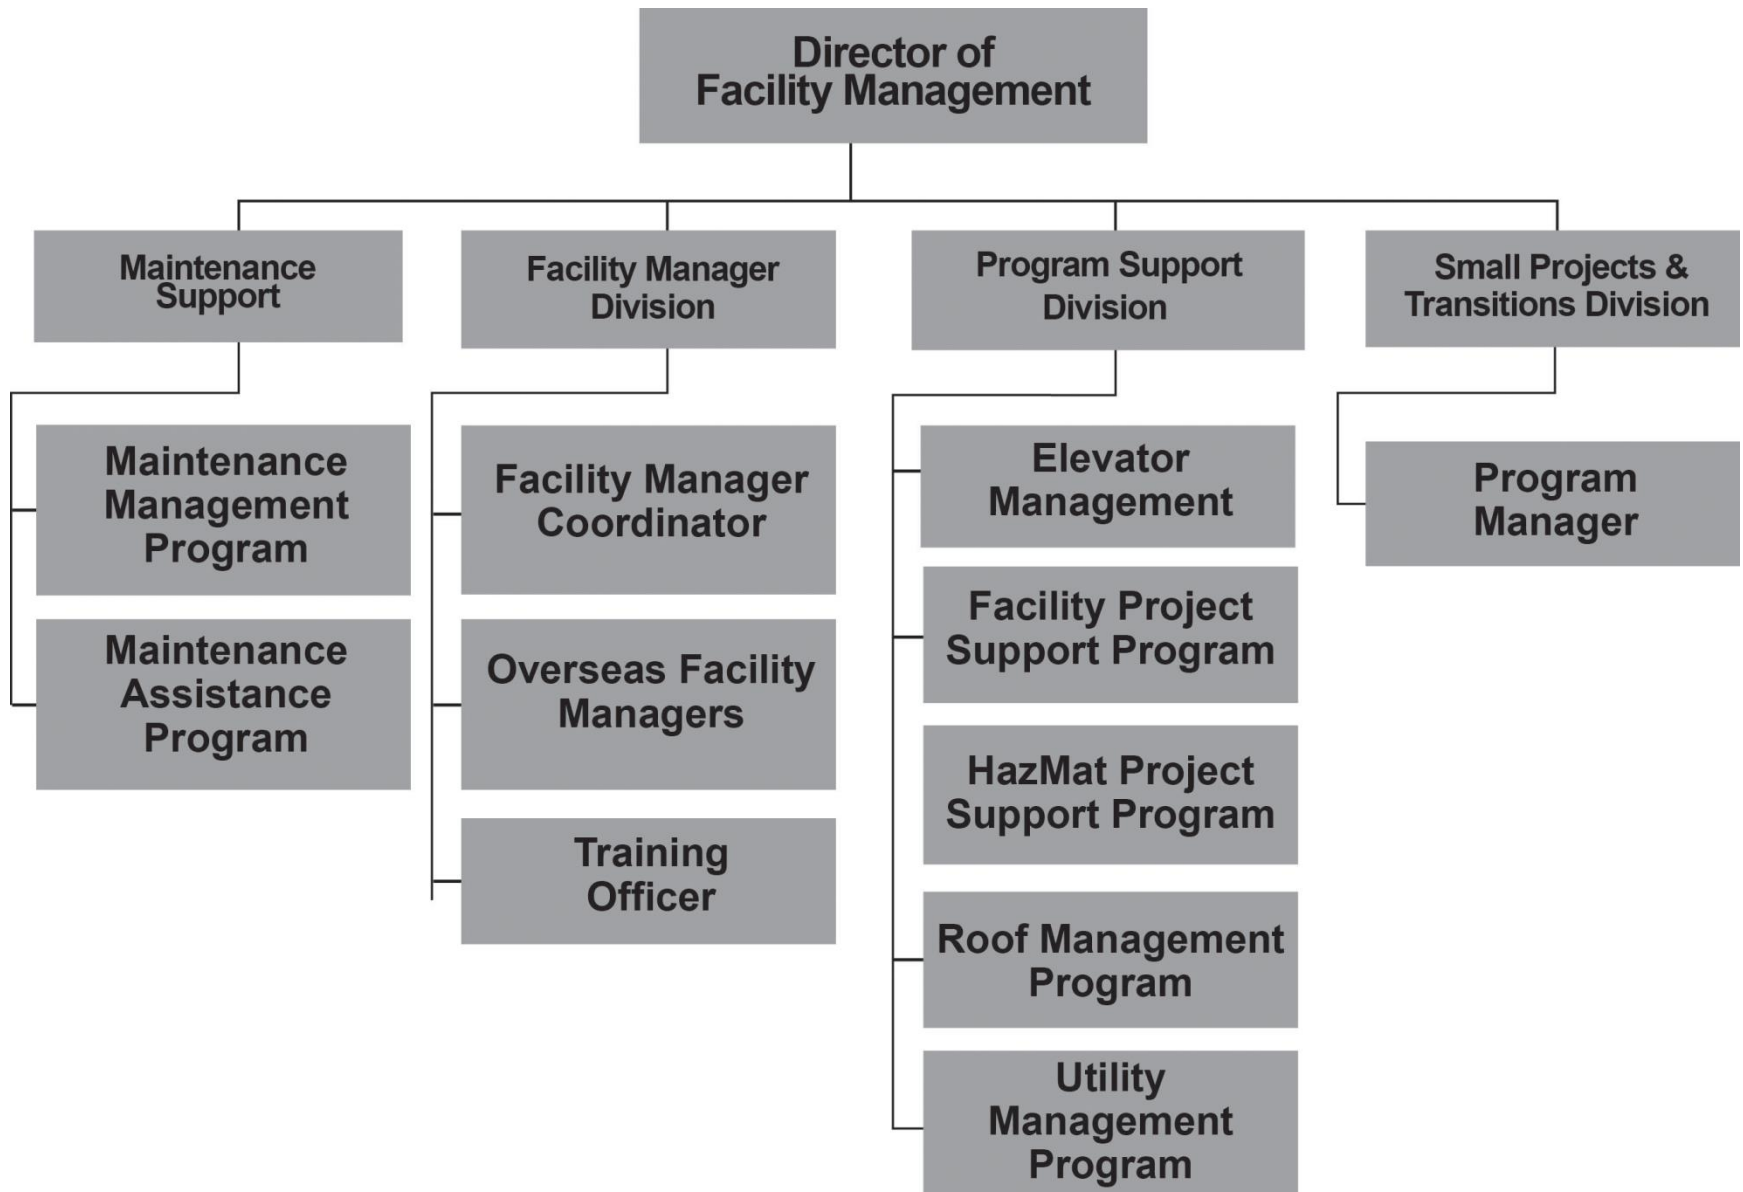 Director of
Facility Management
Maintenance
Support
Facility Manager
Division
Program Support
Division
Small Projects &
Transitions Division
Maintenance
Management
Program
Maintenance
Assistance
Program
Facility Manager
Coordinator
Overseas Facility
Managers
Training
Officer
Elevator
Management
Facility Project
Support Program
HazMat Project
Support Program
Roof Management
Program
Utility
Management
Program
Program
Manager